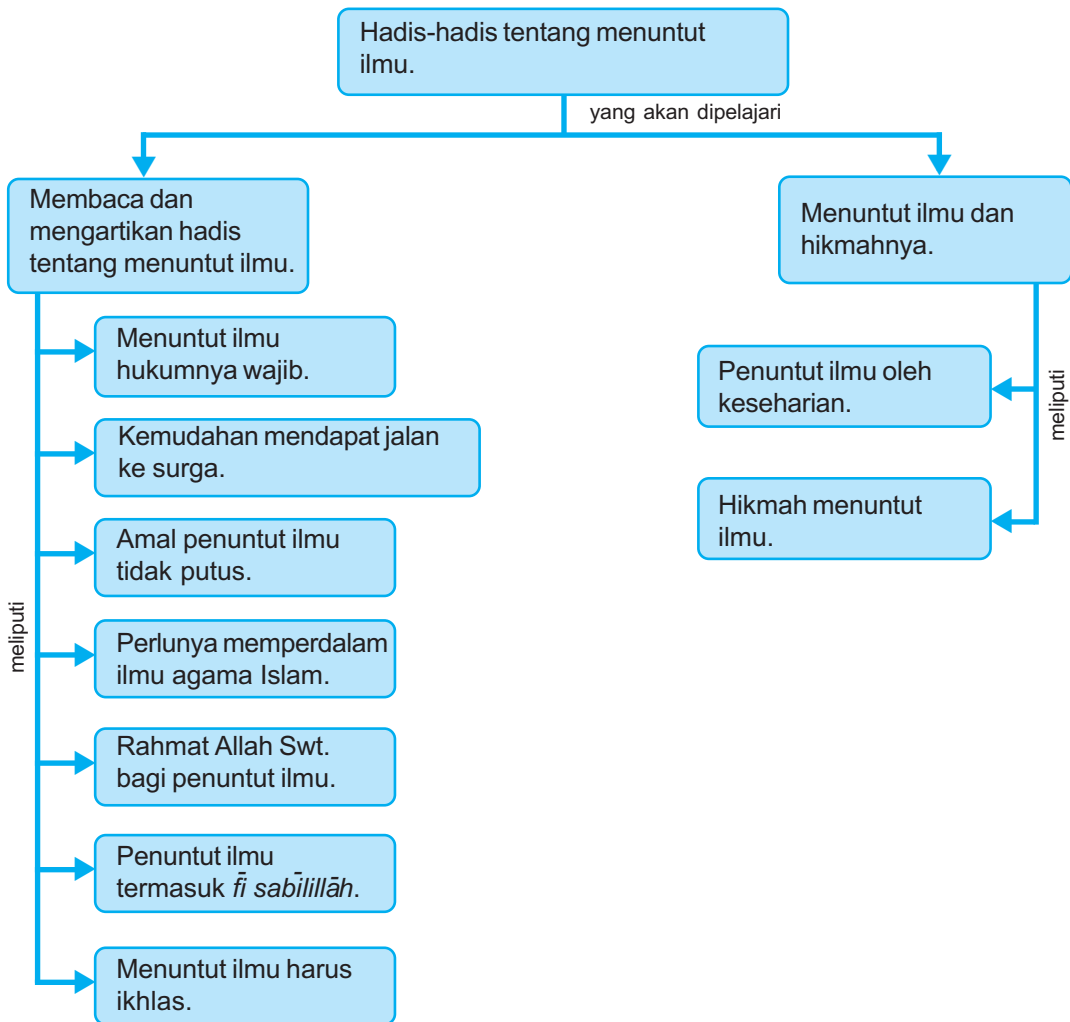 Hadis-hadis tentang menuntut
ilmu.
yang akan dipelajari
Membaca dan
mengartikan hadis
tentang menuntut ilmu.
meliputi
Menuntut ilmu
hukumnya wajib.
Kemudahan mendapat jalan
ke surga.
Amal penuntut ilmu
tidak putus.
Perlunya memperdalam
ilmu agama Islam.
Rahmat Allah Swt.
bagi penuntut ilmu.
Penuntut ilmu
termasuk fī sabīlillāh.
Menuntut ilmu harus
ikhlas.
Menuntut ilmu dan
hikmahnya.
meliputi
Penuntut ilmu oleh
keseharian.
Hikmah menuntut
ilmu.